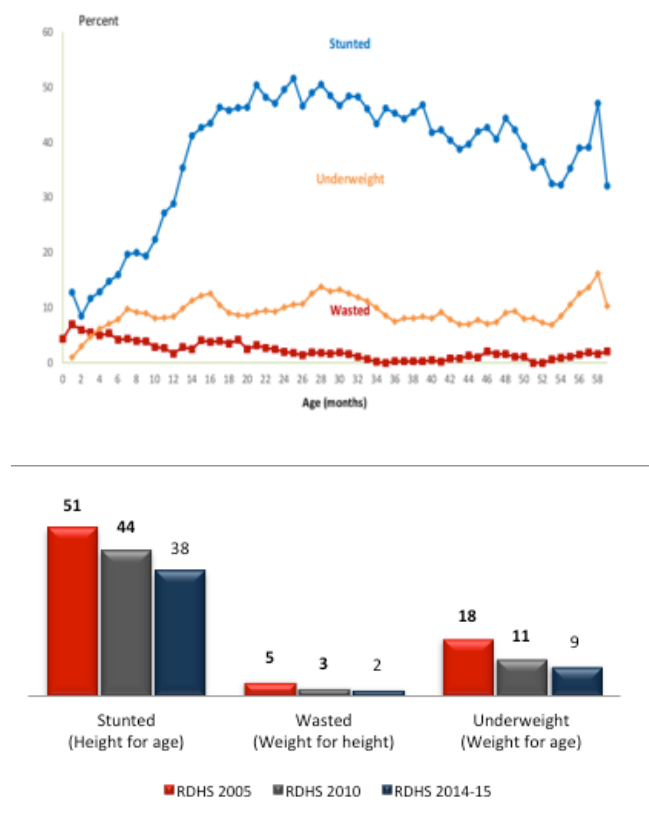 Percent
60
Stunted
50
40
30
Underweight
20
10
Wasted
0
0 2 4 6 8 10 12 14 16 18 20 22 24 26 28 30 32 34 36 38 40 42 44 46 48 50 52 54 56 58
Age (months)
51
44
38
5
3
2
18
11
9
Stunted
(Height for age)
Wasted
(Weight for height)
Underweight
(Weight for age)
RDHS 2005 RDHS 2010 RDHS 2014-15